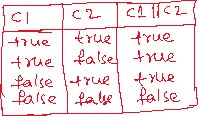 C1 C2 C1 || C2
true true true
true false true
false true true
false false false